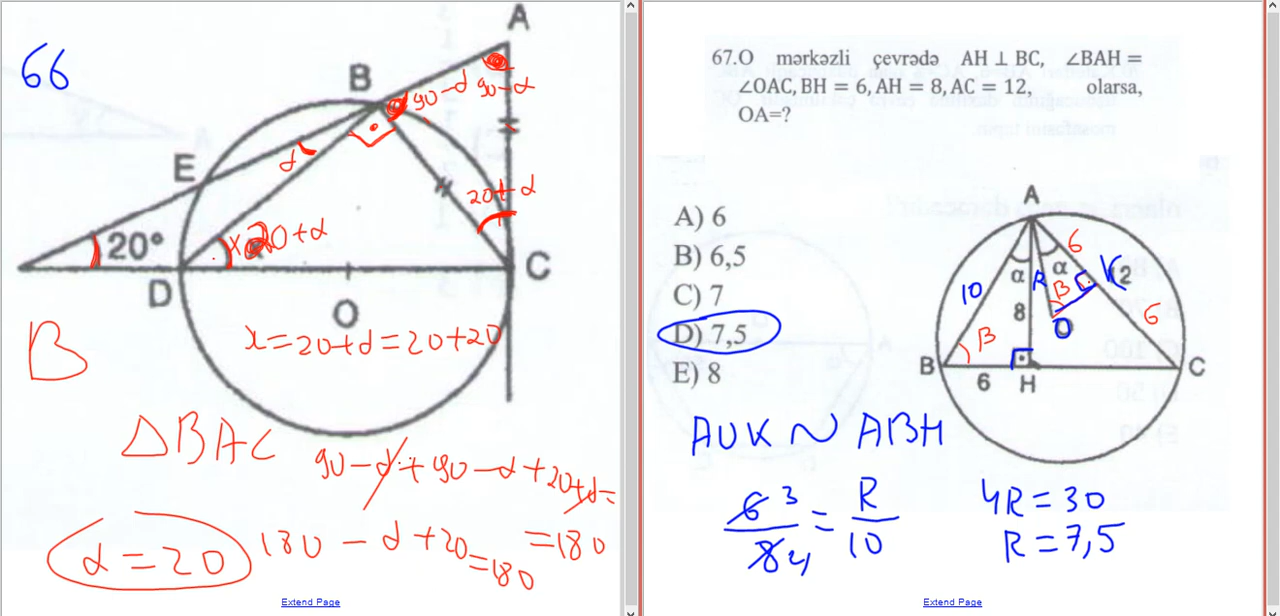 66
A
B
90-α
90-α
α
E
20+α
20°
x 20+α
D
C
O
x=20+α=20+20
B
△BAC
90-α+90-α+20+α=
=180
α=20
180-α+20
=180
Extend Page
67.O mərkəzli çevrədə AH ⊥ BC, ∠BAH =
∠OAC, BH = 6, AH = 8, AC = 12, olarsa,
OA=?
A) 6
B) 6,5
C) 7
D) 7,5
E) 8
A
6
α
R
α
K
12
10
8
B
O
6
B
B
H
C
6
AOK ~ ABH
6 3
8 4
=
R
10
4R=30
R=7,5
Extend Page